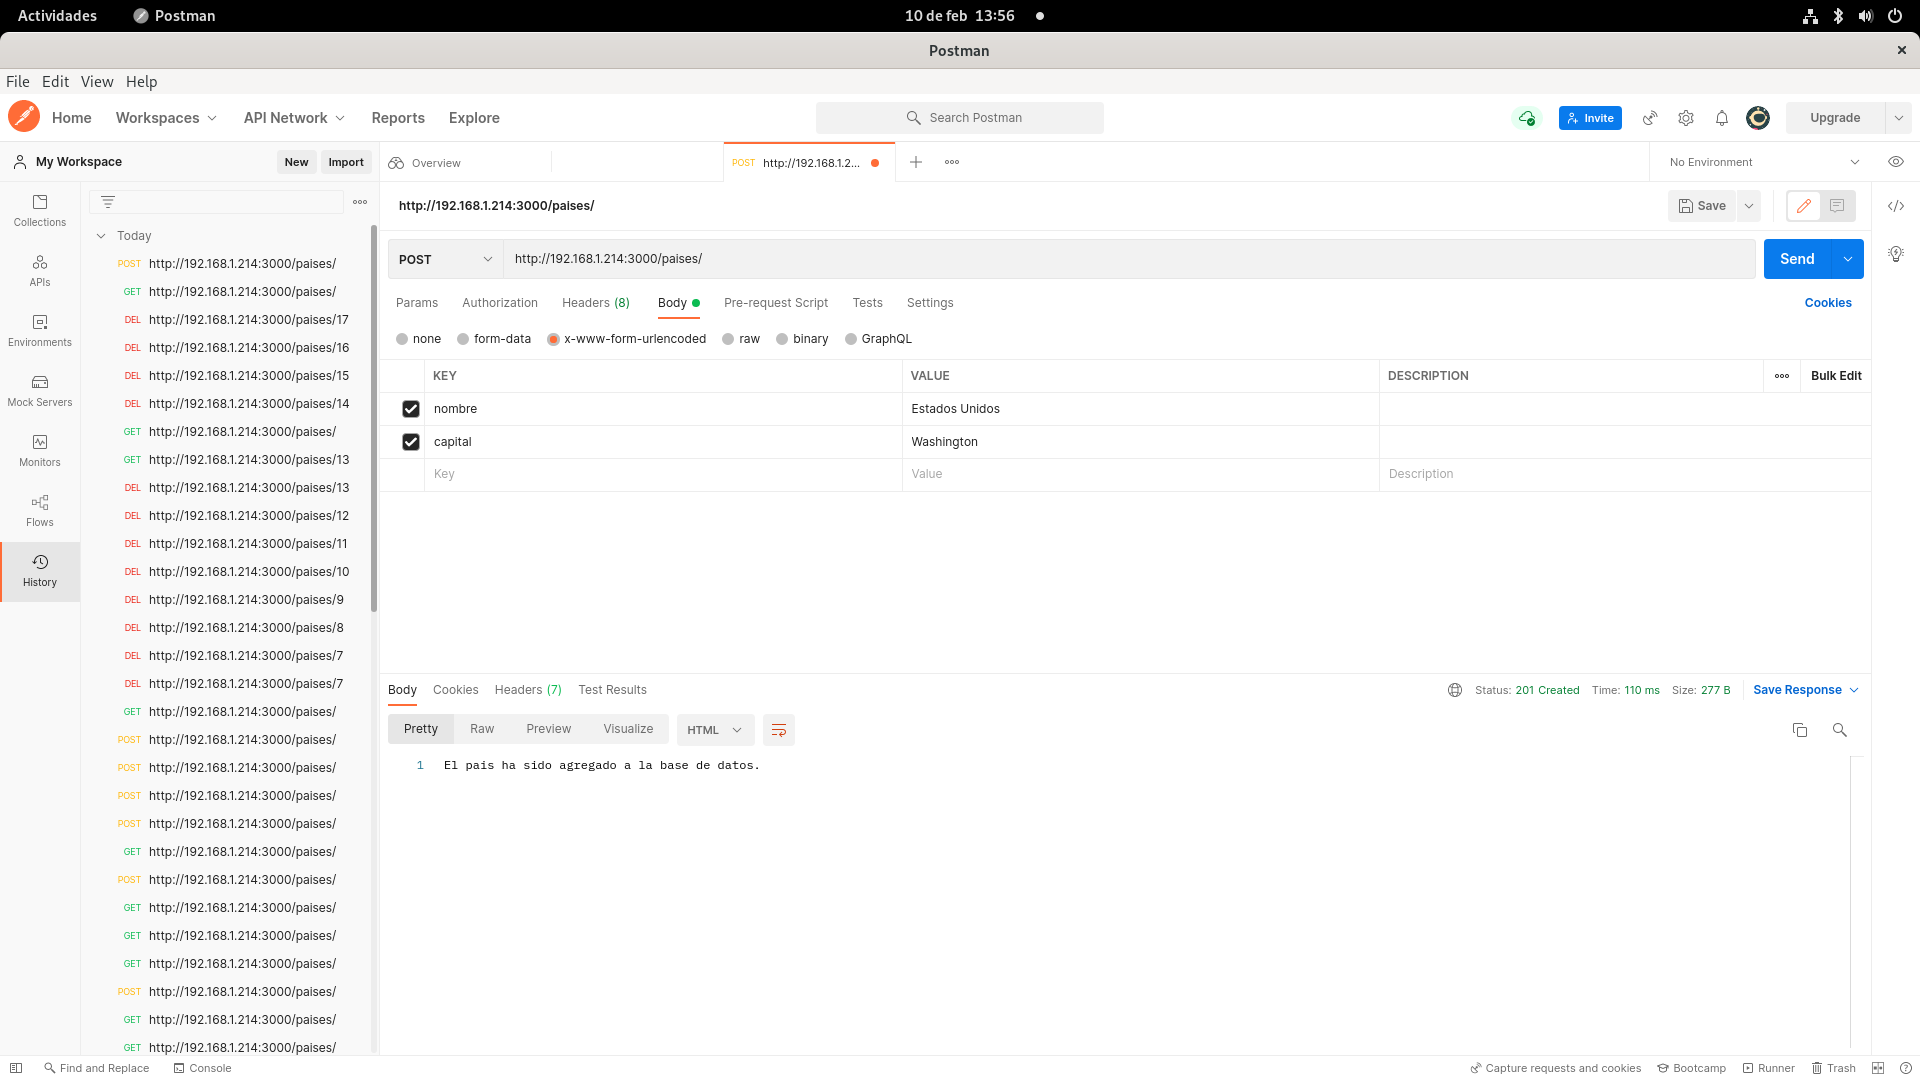 Actividades Postman 10 de feb 13:56
Postman
File Edit View Help
Home Workspaces API Network Reports Explore Search Postman Invite Upgrade
My Workspace New Import Overview POST http://192.168.1.2... No Environment
Collections
APIs
Environments
Mock Servers
Monitors
Flows
History
Today
POST http://192.168.1.214:3000/paises/
GET http://192.168.1.214:3000/paises/
DEL http://192.168.1.214:3000/paises/17
DEL http://192.168.1.214:3000/paises/16
DEL http://192.168.1.214:3000/paises/15
DEL http://192.168.1.214:3000/paises/14
GET http://192.168.1.214:3000/paises/
GET http://192.168.1.214:3000/paises/13
DEL http://192.168.1.214:3000/paises/13
DEL http://192.168.1.214:3000/paises/12
DEL http://192.168.1.214:3000/paises/11
DEL http://192.168.1.214:3000/paises/10
DEL http://192.168.1.214:3000/paises/9
DEL http://192.168.1.214:3000/paises/8
DEL http://192.168.1.214:3000/paises/7
DEL http://192.168.1.214:3000/paises/7
GET http://192.168.1.214:3000/paises/
POST http://192.168.1.214:3000/paises/
POST http://192.168.1.214:3000/paises/
POST http://192.168.1.214:3000/paises/
POST http://192.168.1.214:3000/paises/
GET http://192.168.1.214:3000/paises/
POST http://192.168.1.214:3000/paises/
GET http://192.168.1.214:3000/paises/
GET http://192.168.1.214:3000/paises/
GET http://192.168.1.214:3000/paises/
POST http://192.168.1.214:3000/paises/
GET http://192.168.1.214:3000/paises/
GET http://192.168.1.214:3000/paises/
http://192.168.1.214:3000/paises/ Save
POST http://192.168.1.214:3000/paises/ Send
Params Authorization Headers (8) Body Pre-request Script Tests Settings Cookies
none form-data x-www-form-urlencoded raw binary GraphQL
KEY VALUE DESCRIPTION Bulk Edit
nombre Estados Unidos
capital Washington
Key Value Description
Body Cookies Headers (7) Test Results Status: 201 Created Time: 110 ms Size: 277 B Save Response
Pretty Raw Preview Visualize HTML
1 El pais ha sido agregado a la base de datos.
Find and Replace Console Capture requests and cookies Bootcamp Runner Trash